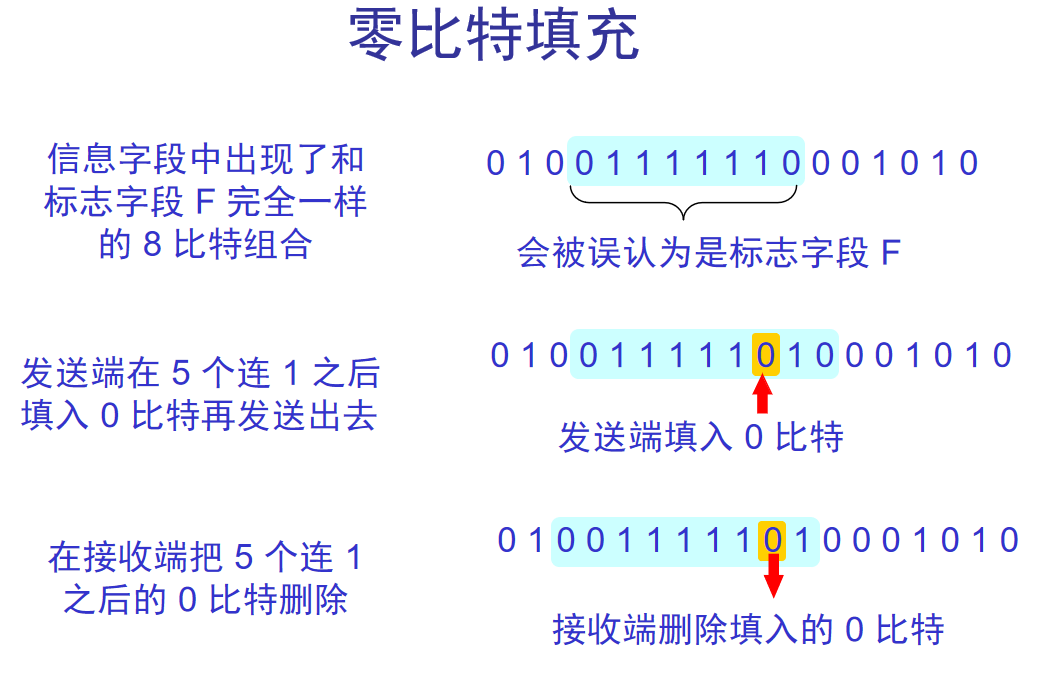 零比特填充
信息字段中出现了和
标志字段 F 完全一样
的 8 比特组合
0 1 0 0 1 1 1 1 1 1 0 0 0 1 0 1 0
会被误认为是标志字段 F
发送端在 5 个连 1 之后
填入 0 比特再发送出去
0 1 0 0 1 1 1 1 1 0 1 0 0 0 1 0 1 0
发送端填入 0 比特
在接收端把 5 个连 1
之后的 0 比特删除
0 1 0 0 1 1 1 1 1 0 1 0 0 0 1 0 1 0
接收端删除填入的 0 比特